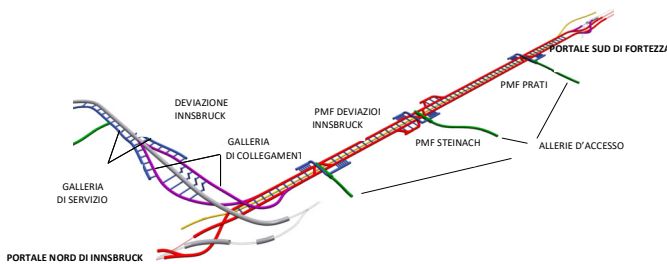 PORTALE SUD DI FORTEZZA
PMF PRATI
DEVIAZIONE
INNSBRUCK
PMF DEVIAZIOI
INNSBRUCK
GALLERIA
DI COLLEGAMENT
PMF STEINACH
ALLERIE D'ACCESSO
GALLERIA
DI SERVIZIO
PORTALE NORD DI INNSBRUCK